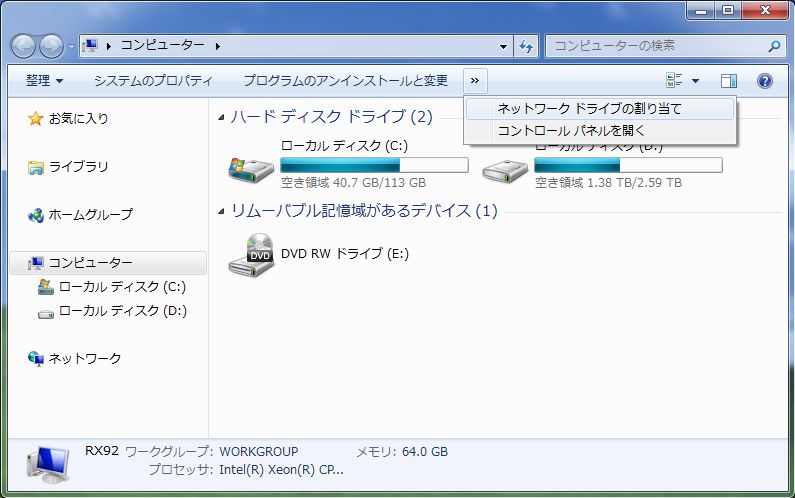 コンピューター
コンピューターの検索
整理 システムのプロパティ プログラムのアンインストールと変更 »
ネットワーク ドライブの割り当て
コントロール パネルを開く
お気に入り
ライブラリ
ホームグループ
コンピューター
ローカル ディスク (C:)
ローカル ディスク (D:)
ネットワーク
ハード ディスク ドライブ (2)
ローカル ディスク (C:)
空き領域 40.7 GB/113 GB
ローカル ディスク (D:)
空き領域 1.38 TB/2.59 TB
リムーバブル記憶域があるデバイス (1)
DVD
DVD RW ドライブ (E:)
RX92 ワークグループ: WORKGROUP メモリ: 64.0 GB
プロセッサ: Intel(R) Xeon(R) CP...